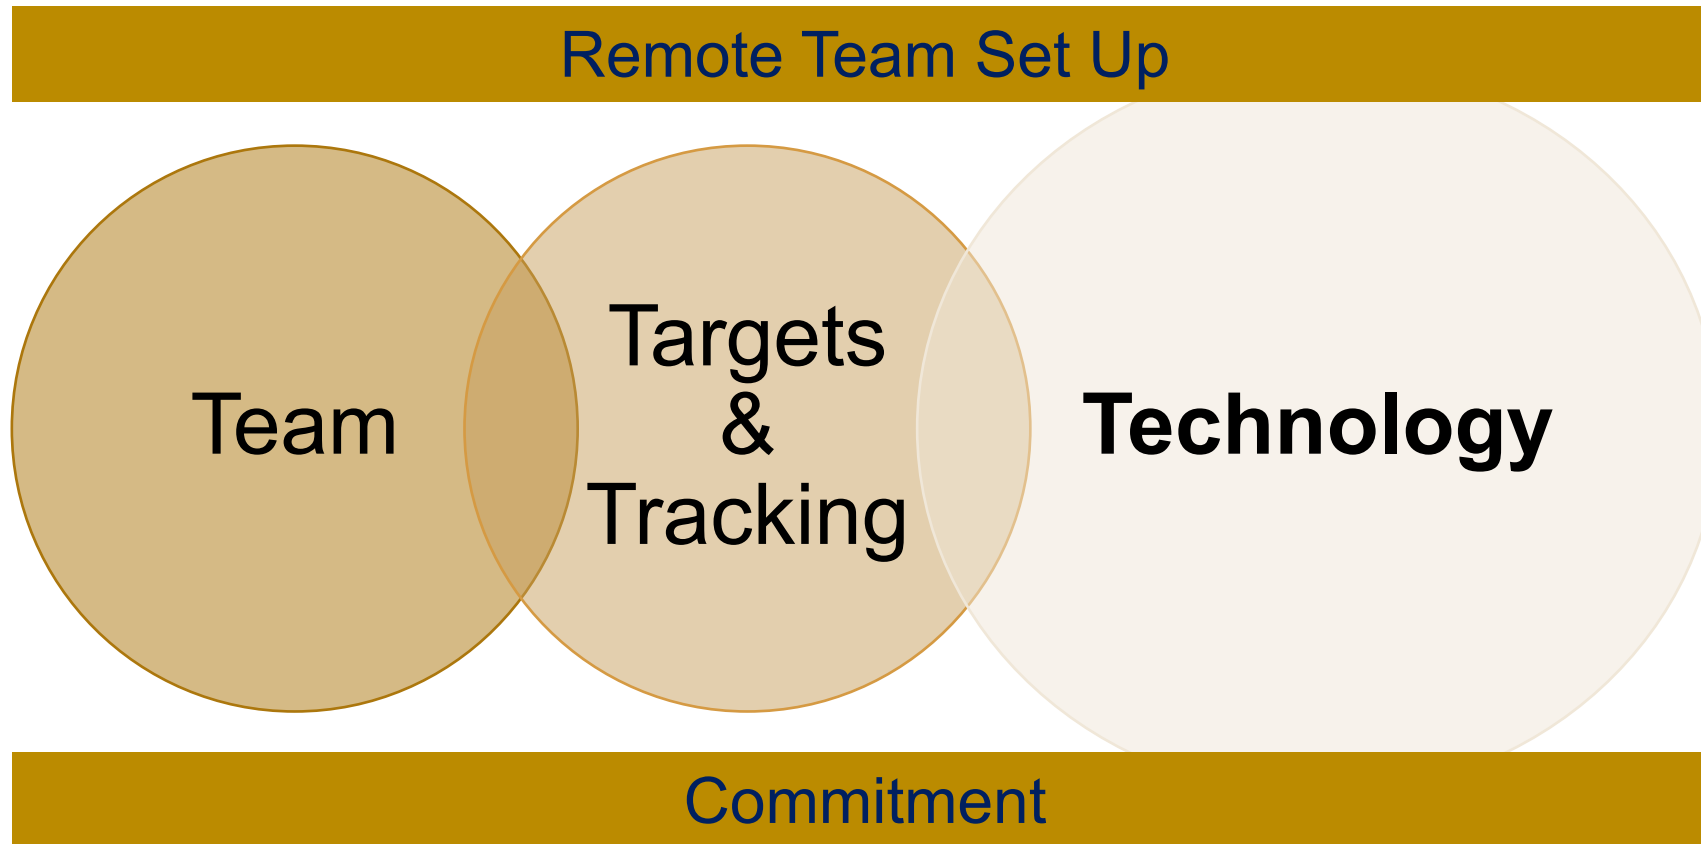 Remote Team Set Up
Team
Targets
&
Tracking
Technology
Commitment